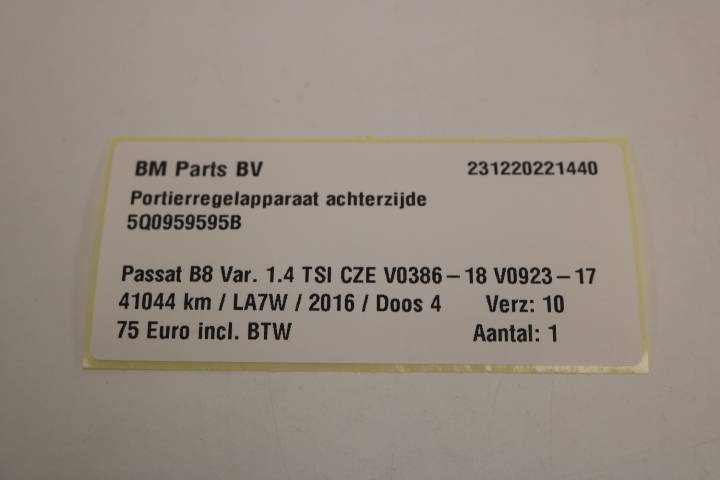 BM Parts BV 231220221440
Portierregelapparaat achterzijde
5Q0959595B
Passat B8 Var. 1.4 TSI CZE V0386-18 V0923-17
41044 km / LA7W / 2016 / Doos 4 Verz: 10
75 Euro incl. BTW Aantal: 1